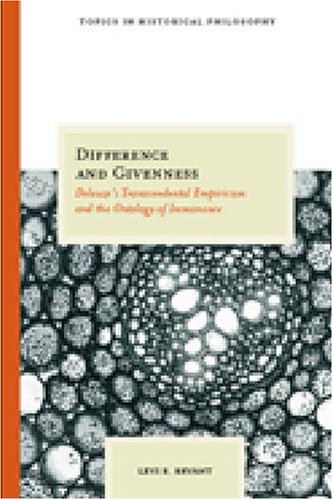 TOPICS IN HISTORICAL PHILOSOPHY
DIFFERENCE
AND GIVENNESS
Deleuze's Transcendental Empiricism
and the Ontology of Immanence
LEVI R. BRYANT